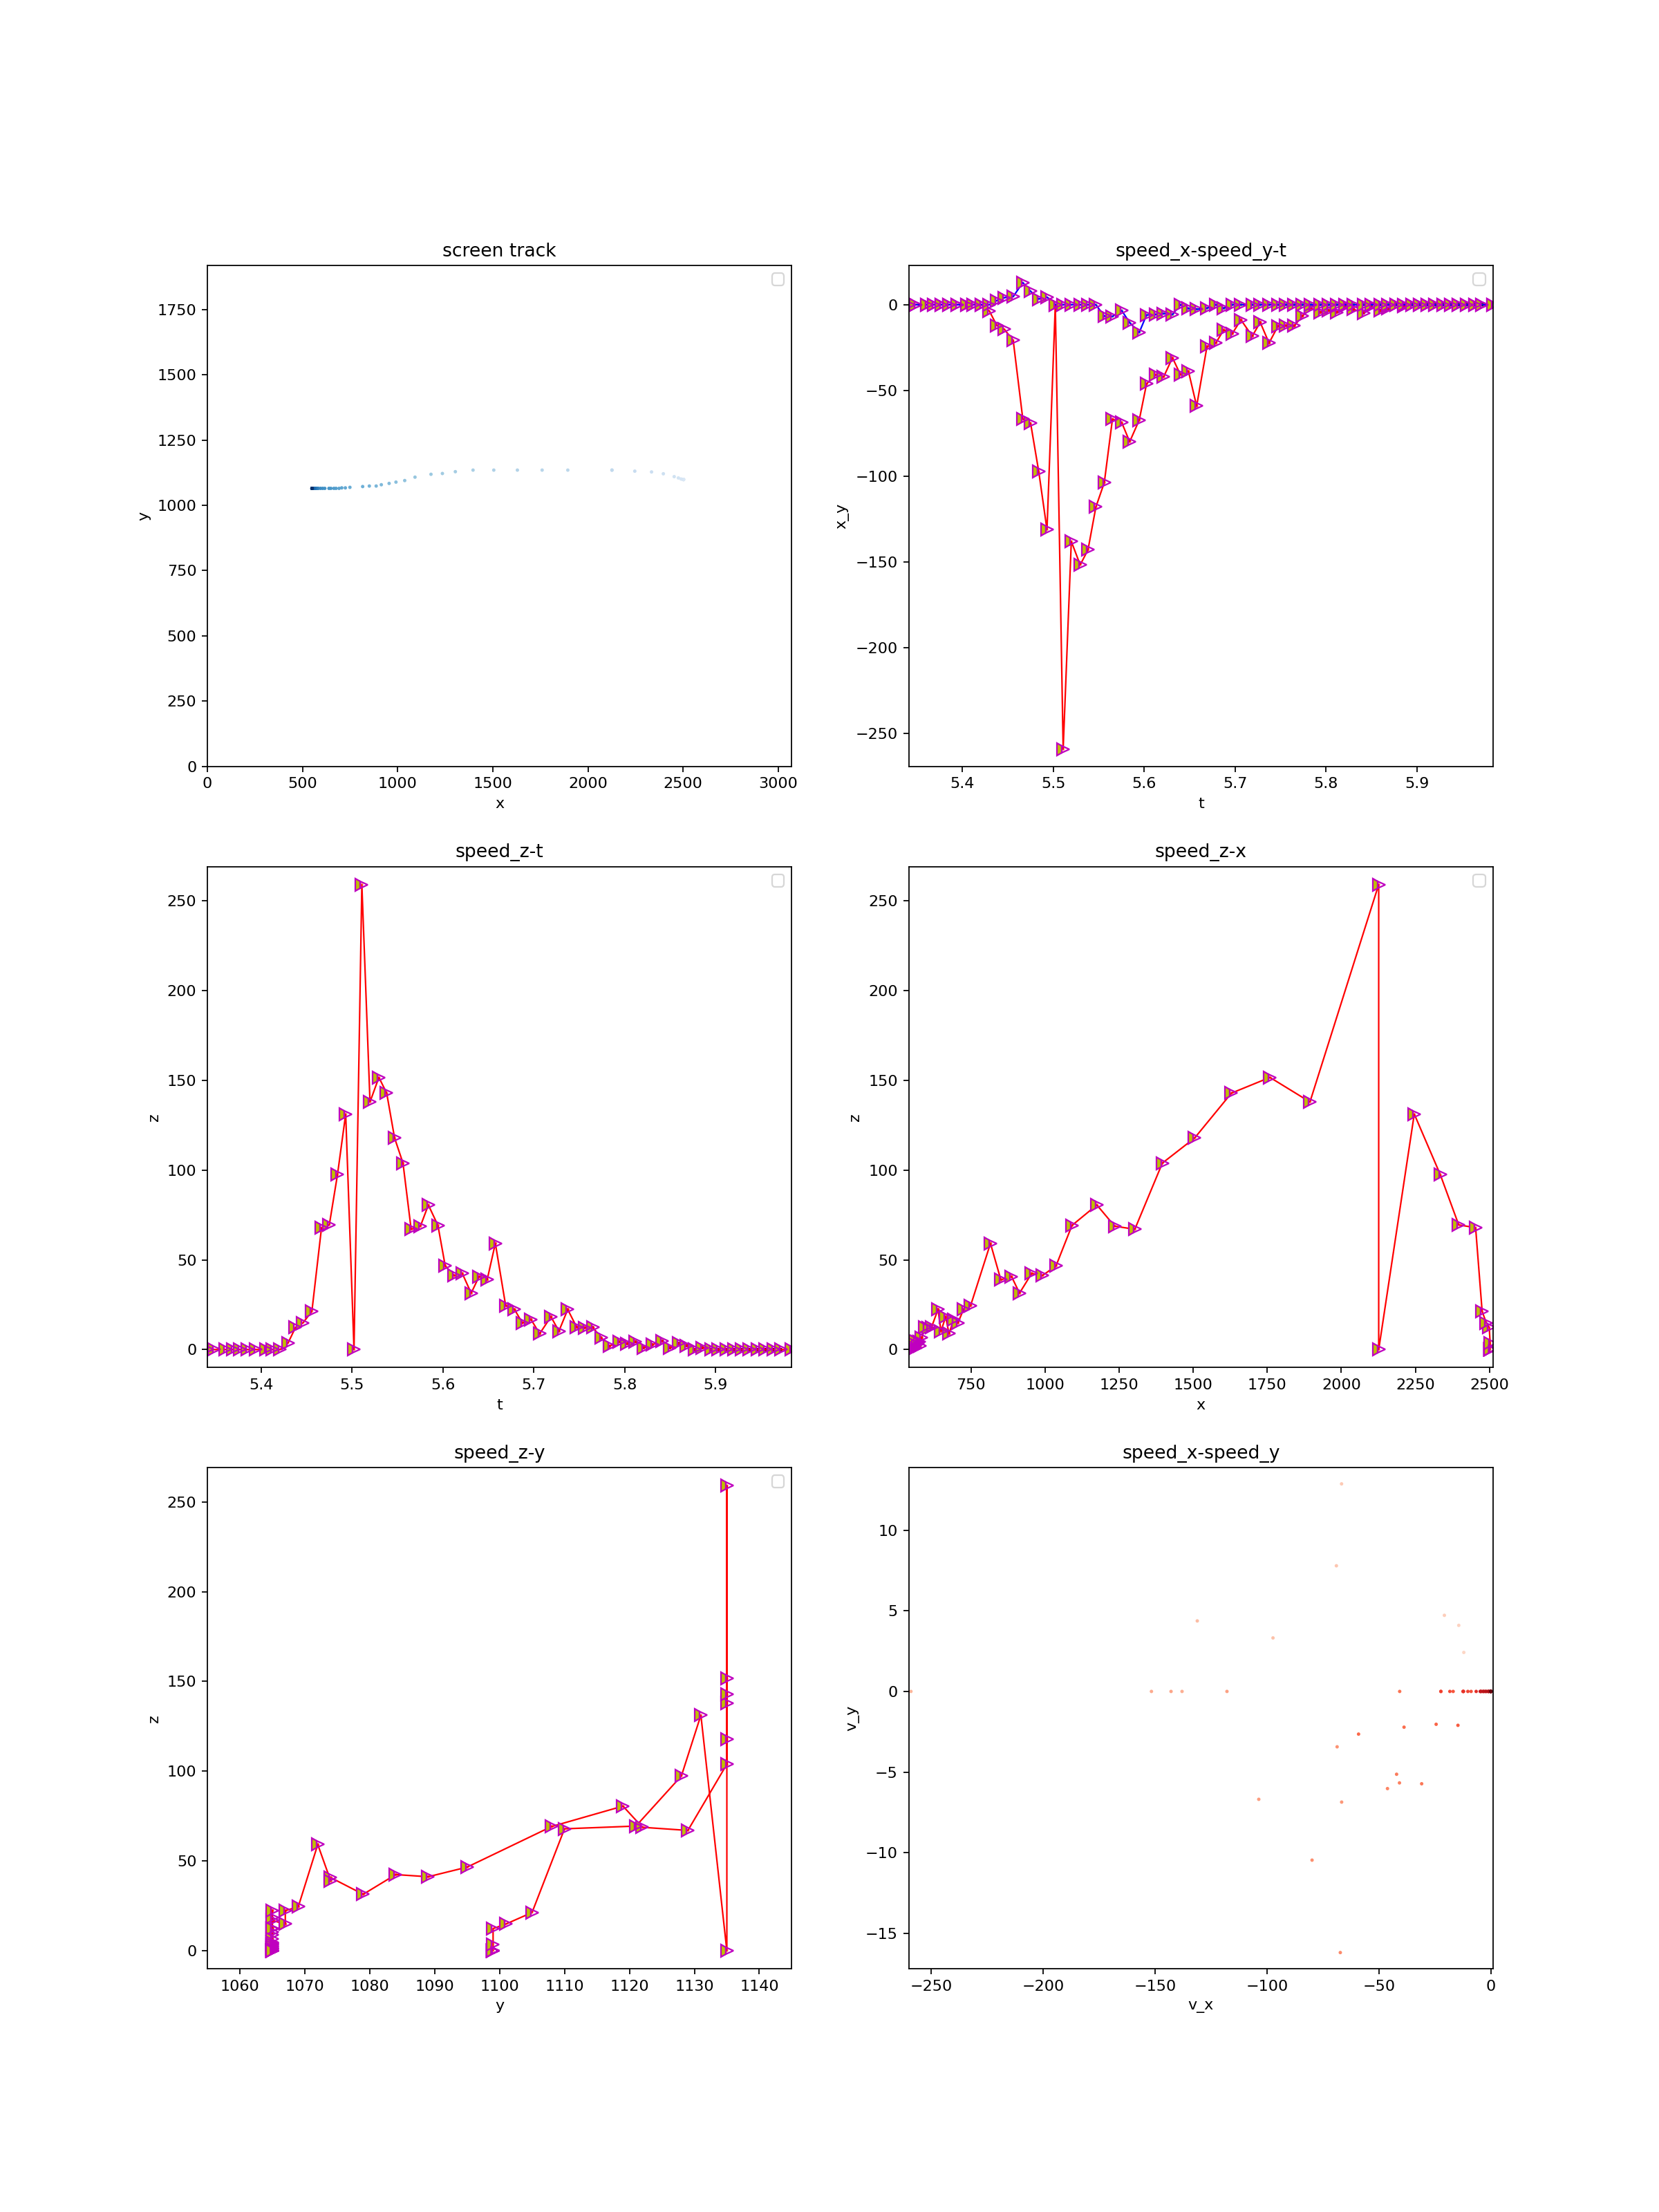 screen track
1750
1500
1250
1000
750
500
250
0
y
0 500 1000 1500 2000 2500 3000
x
speed_x-speed_y-t
0
−50
−100
−150
−200
−250
x_y
5.4 5.5 5.6 5.7 5.8 5.9
t
speed_z-t
250
200
150
100
50
0
z
5.4 5.5 5.6 5.7 5.8 5.9
t
speed_z-x
250
200
150
100
50
0
z
750 1000 1250 1500 1750 2000 2250 2500
x
speed_z-y
250
200
150
100
50
0
z
1060 1070 1080 1090 1100 1110 1120 1130 1140
y
speed_x-speed_y
10
5
0
−5
−10
−15
v_y
−250 −200 −150 −100 −50 0
v_x